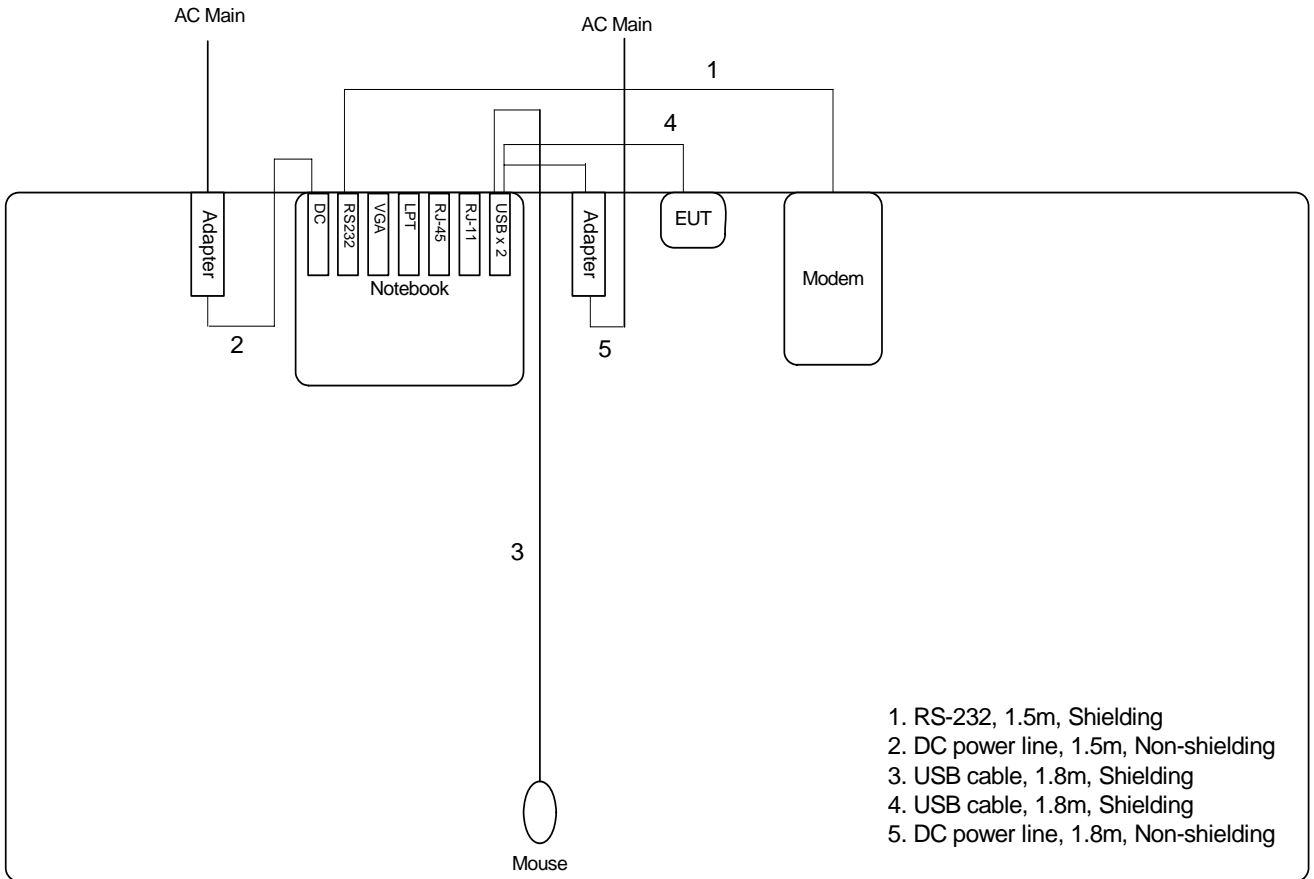 AC Main
AC Main
1
4
Adapter
DC
RS232
VGA
LPT
RJ-45
RJ-11
USB x 2
Adapter
EUT
Notebook
Modem
2
5
3
1. RS-232, 1.5m, Shielding
2. DC power line, 1.5m, Non-shielding
3. USB cable, 1.8m, Shielding
4. USB cable, 1.8m, Shielding
5. DC power line, 1.8m, Non-shielding
Mouse